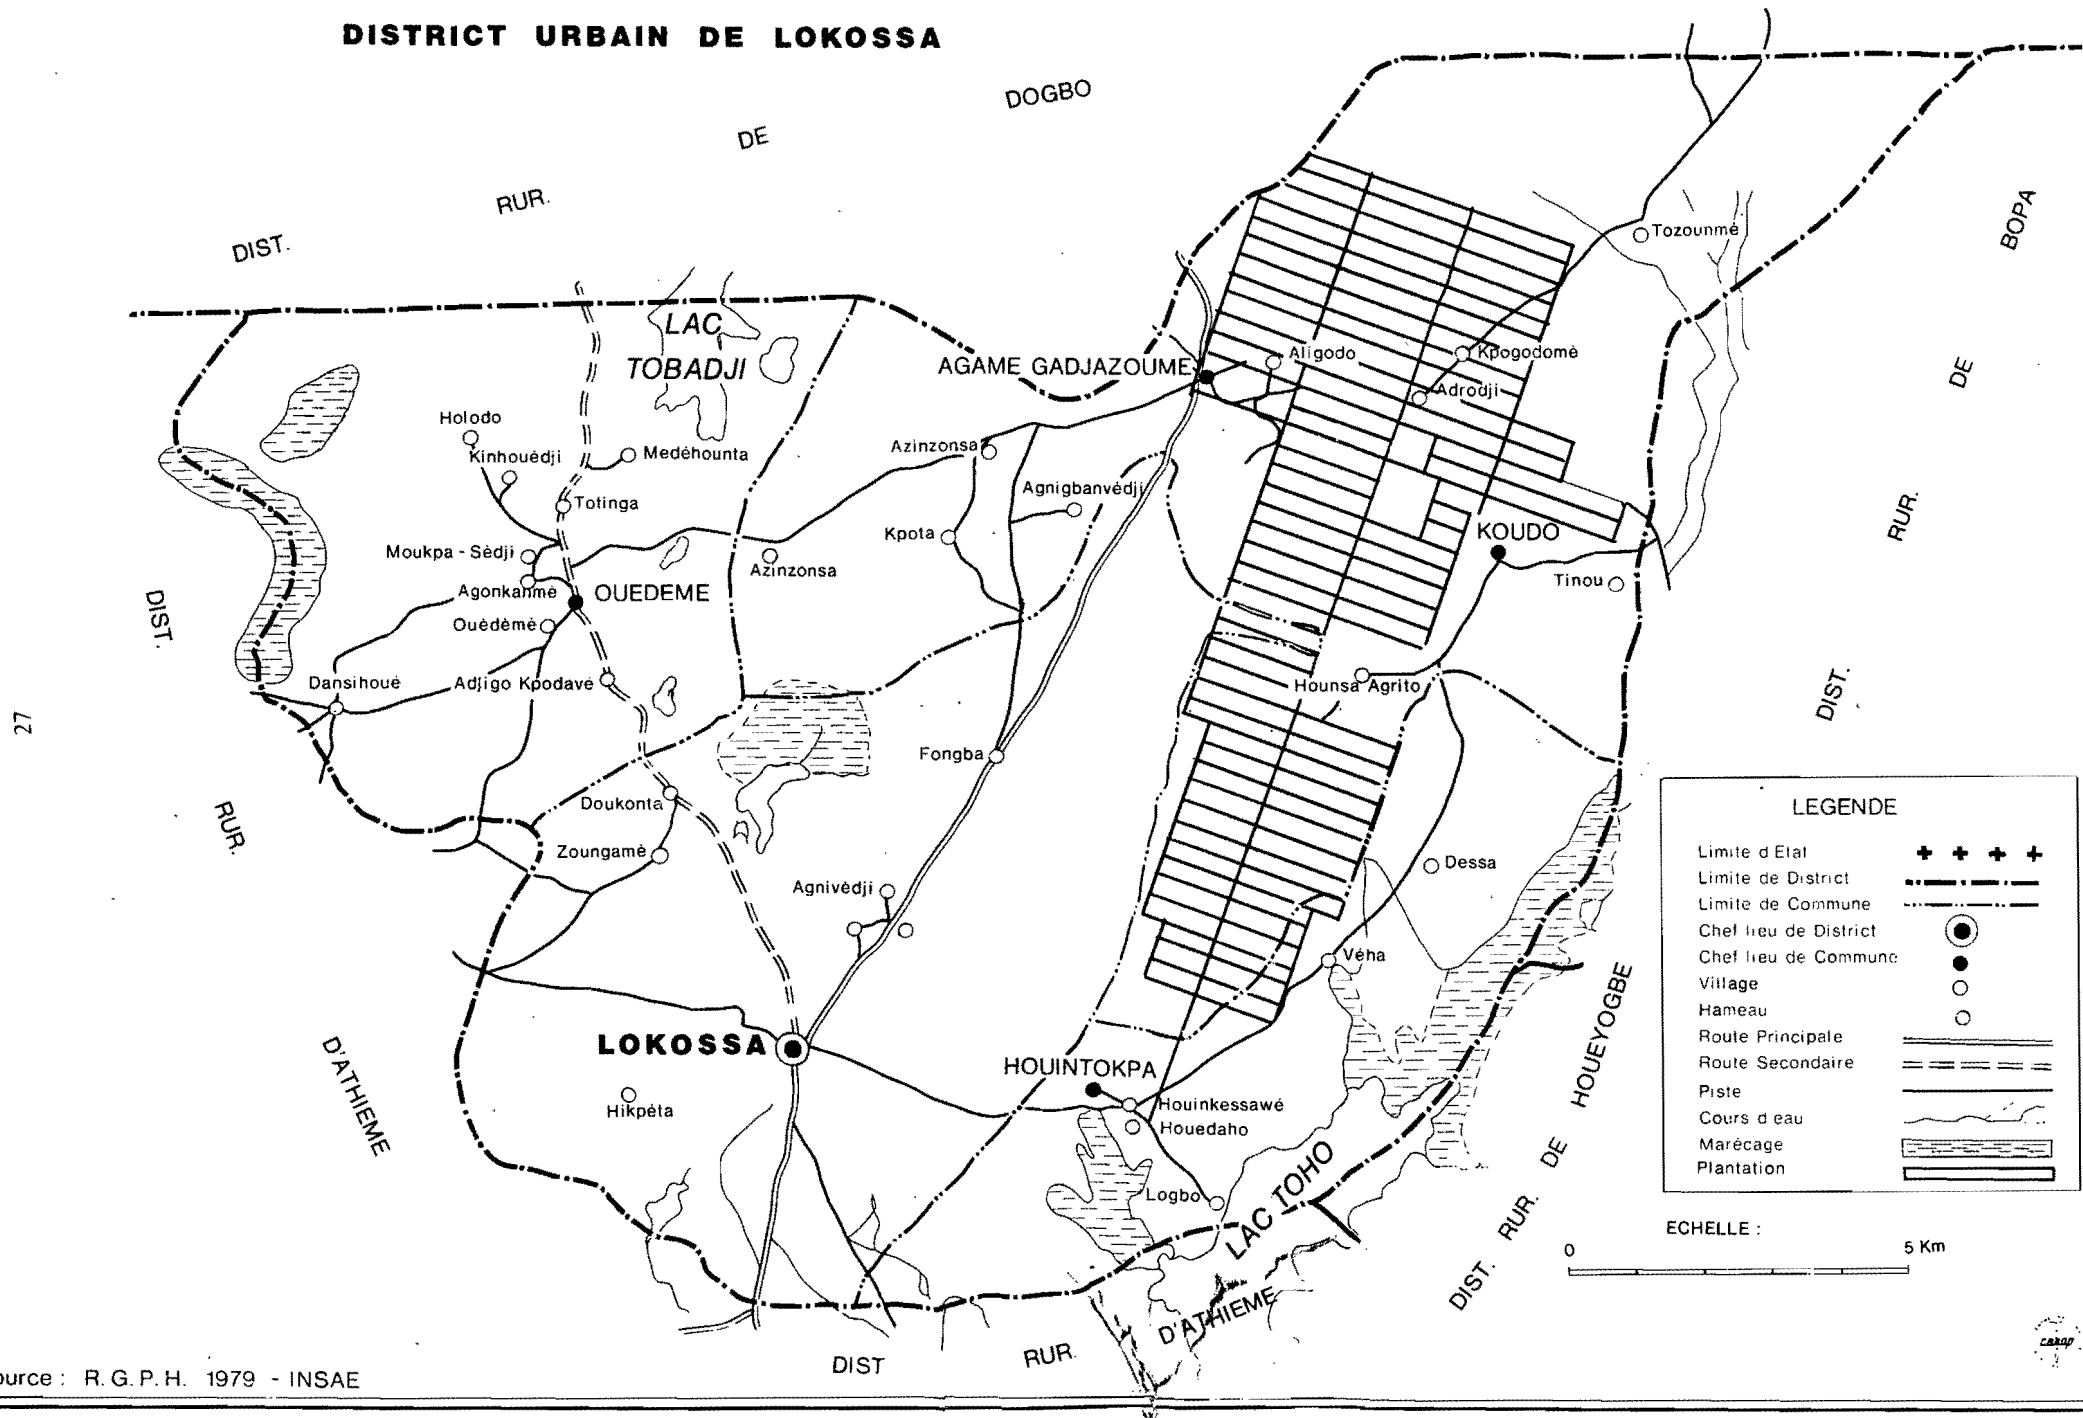 DISTRICT URBAIN DE LOKOSSA
DIST. RUR. DE DOGBO
DIST. RUR. DE BOPA
LAC
TOBADJI
Tozounmé
AGAME GADJAZOUME
Aligodo
Kpogodomè
Adrodji
Holodo
Kinhouédji
Medéhounta
Azinzonsa
Agnigbanvédji
Totinga
Kpota
Moukpa - Sèdji
Azinzonsa
KOUDO
Tinou
Agonkanmé
OUEDEME
Ouèdèmé
Dansihoué
Adjigo Kpodavé
Hounsa Agrito
27
Fongba
Doukonta
Zoungamè
Agnivèdji
Dessa
Véha
LOKOSSA
Hikpéta
HOUINTOKPA
Houinkessawé
Houedaho
Logbo
LAC TOHO
DIST. RUR. D'ATHIEME
DIST RUR. D'ATHIEME
DIST. RUR. DE HOUEYOGBE
LEGENDE
Limite d Etat
Limite de District
Limite de Commune
Chef lieu de District
Chef lieu de Commune
Village
Hameau
Route Principale
Route Secondaire
Piste
Cours d eau
Marécage
Plantation
ECHELLE :
0 5 Km
ource : R.G.P.H. 1979 - INSAE